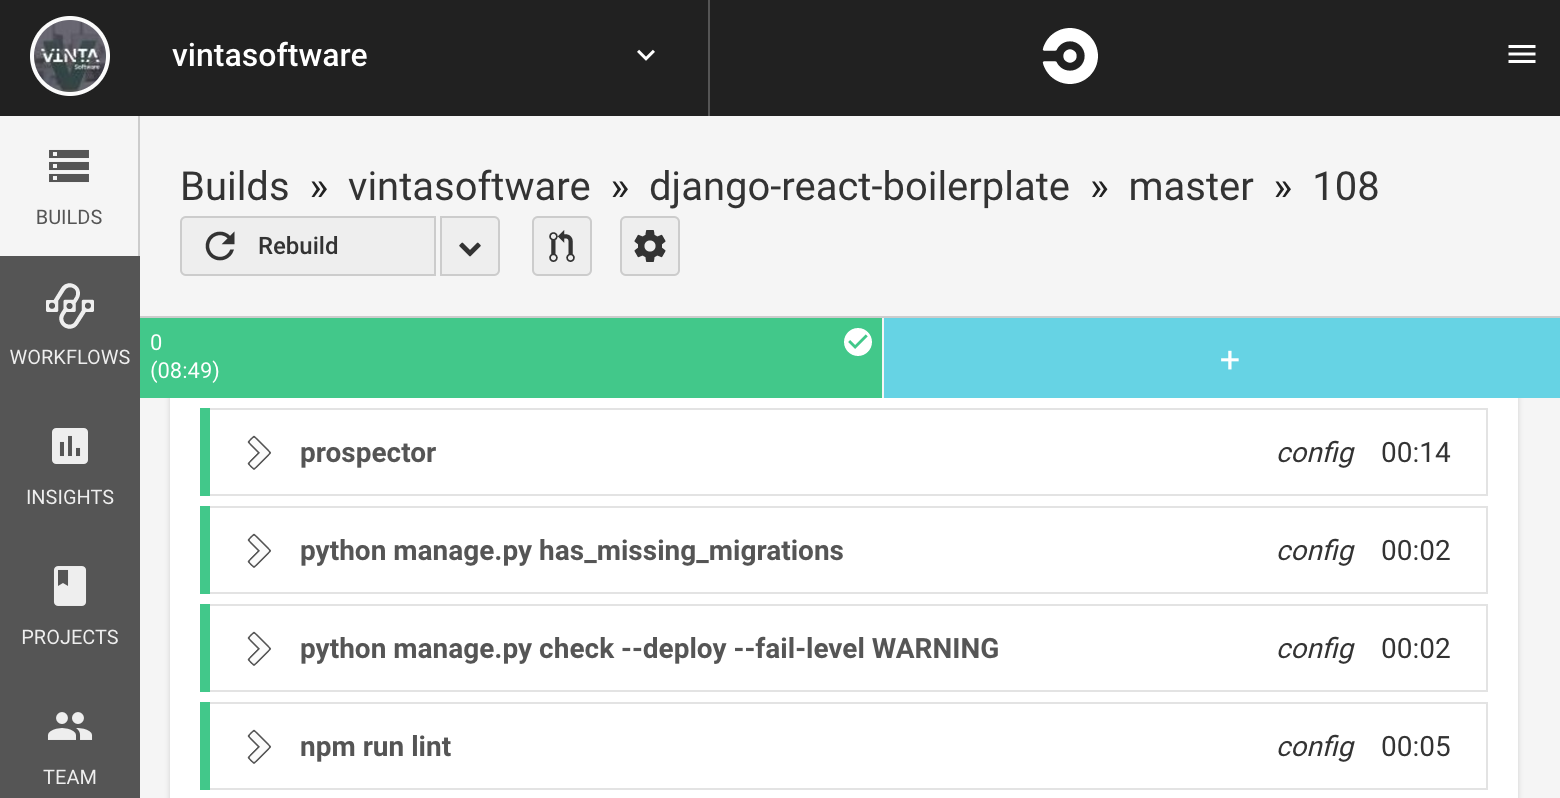 VINTA
Software
vintasoftware
BUILDS
WORKFLOWS
INSIGHTS
PROJECTS
TEAM
Builds » vintasoftware » django-react-boilerplate » master » 108
Rebuild
0
(08:49)
+
prospector config 00:14
python manage.py has_missing_migrations config 00:02
python manage.py check --deploy --fail-level WARNING config 00:02
npm run lint config 00:05